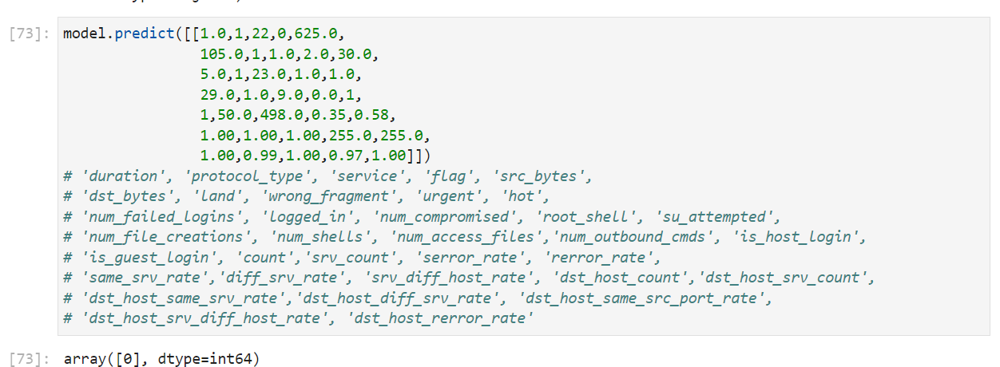 [73]: model.predict([[1.0,1,22,0,625.0,
105.0,1,1.0,2.0,30.0,
5.0,1,23.0,1.0,1.0,
29.0,1.0,9.0,0.0,1,
1,50.0,498.0,0.35,0.58,
1.00,1.00,1.00,255.0,255.0,
1.00,0.99,1.00,0.97,1.00]])
# 'duration', 'protocol_type', 'service', 'flag', 'src_bytes',
# 'dst_bytes', 'land', 'wrong_fragment', 'urgent', 'hot',
# 'num_failed_logins', 'logged_in', 'num_compromised', 'root_shell', 'su_attempted',
# 'num_file_creations', 'num_shells', 'num_access_files','num_outbound_cmds', 'is_host_login',
# 'is_guest_login', 'count','srv_count', 'serror_rate', 'rerror_rate',
# 'same_srv_rate','diff_srv_rate', 'srv_diff_host_rate', 'dst_host_count','dst_host_srv_count',
# 'dst_host_same_srv_rate','dst_host_diff_srv_rate', 'dst_host_same_src_port_rate',
# 'dst_host_srv_diff_host_rate', 'dst_host_rerror_rate'
[73]: array([0], dtype=int64)